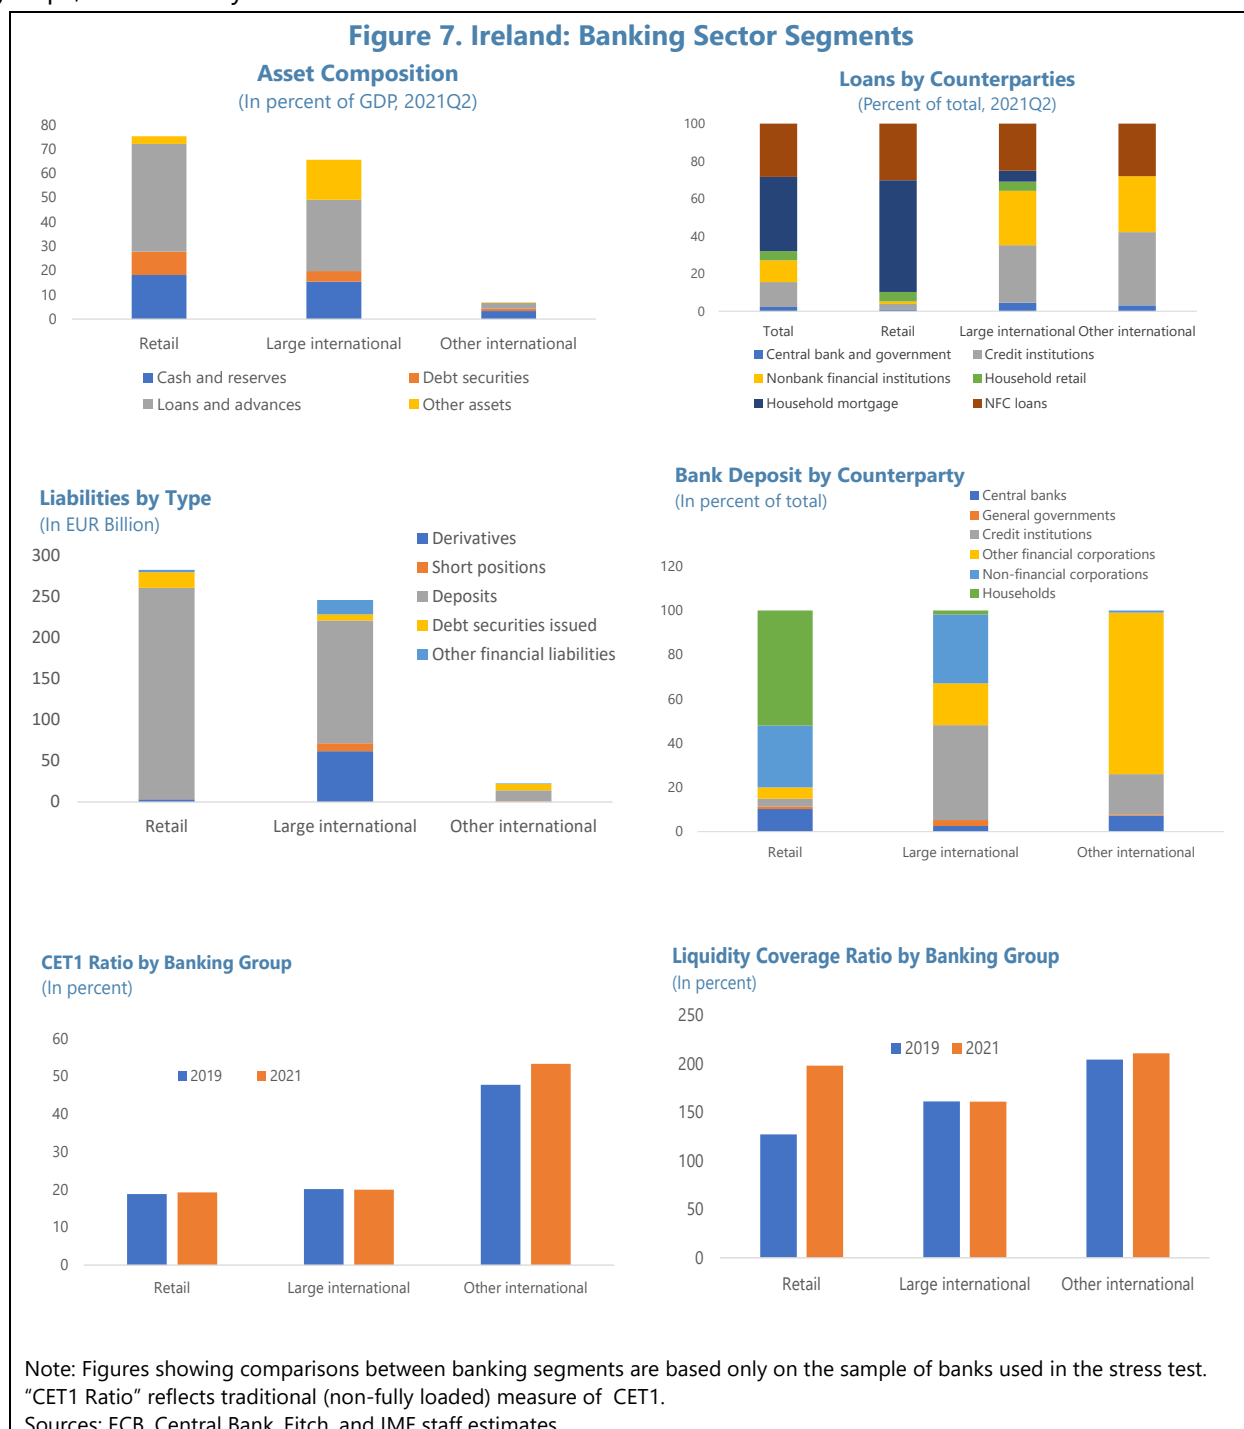 Figure 7. Ireland: Banking Sector Segments
Asset Composition
(In percent of GDP, 2021Q2)
80
70
60
50
40
30
20
10
0
Retail
Large international
Other international
Cash and reserves
Debt securities
Loans and advances
Other assets
Loans by Counterparties
(Percent of total, 2021Q2)
100
80
60
40
20
0
Total
Retail
Large international
Other international
Central bank and government
Credit institutions
Nonbank financial institutions
Household retail
Household mortgage
NFC loans
Liabilities by Type
(In EUR Billion)
Derivatives
Short positions
Deposits
Debt securities issued
Other financial liabilities
300
250
200
150
100
50
0
Retail
Large international
Other international
Bank Deposit by Counterparty
(In percent of total)
Central banks
General governments
Credit institutions
Other financial corporations
Non-financial corporations
Households
120
100
80
60
40
20
0
Retail
Large international
Other international
CET1 Ratio by Banking Group
(In percent)
60
50
40
30
20
10
0
2019
2021
Retail
Large international
Other international
Liquidity Coverage Ratio by Banking Group
(In percent)
250
200
150
100
50
0
2019
2021
Retail
Large international
Other international
Note: Figures showing comparisons between banking segments are based only on the sample of banks used in the stress test.
“CET1 Ratio” reflects traditional (non-fully loaded) measure of CET1.
Sources: ECB, Central Bank, Fitch, and IMF staff estimates